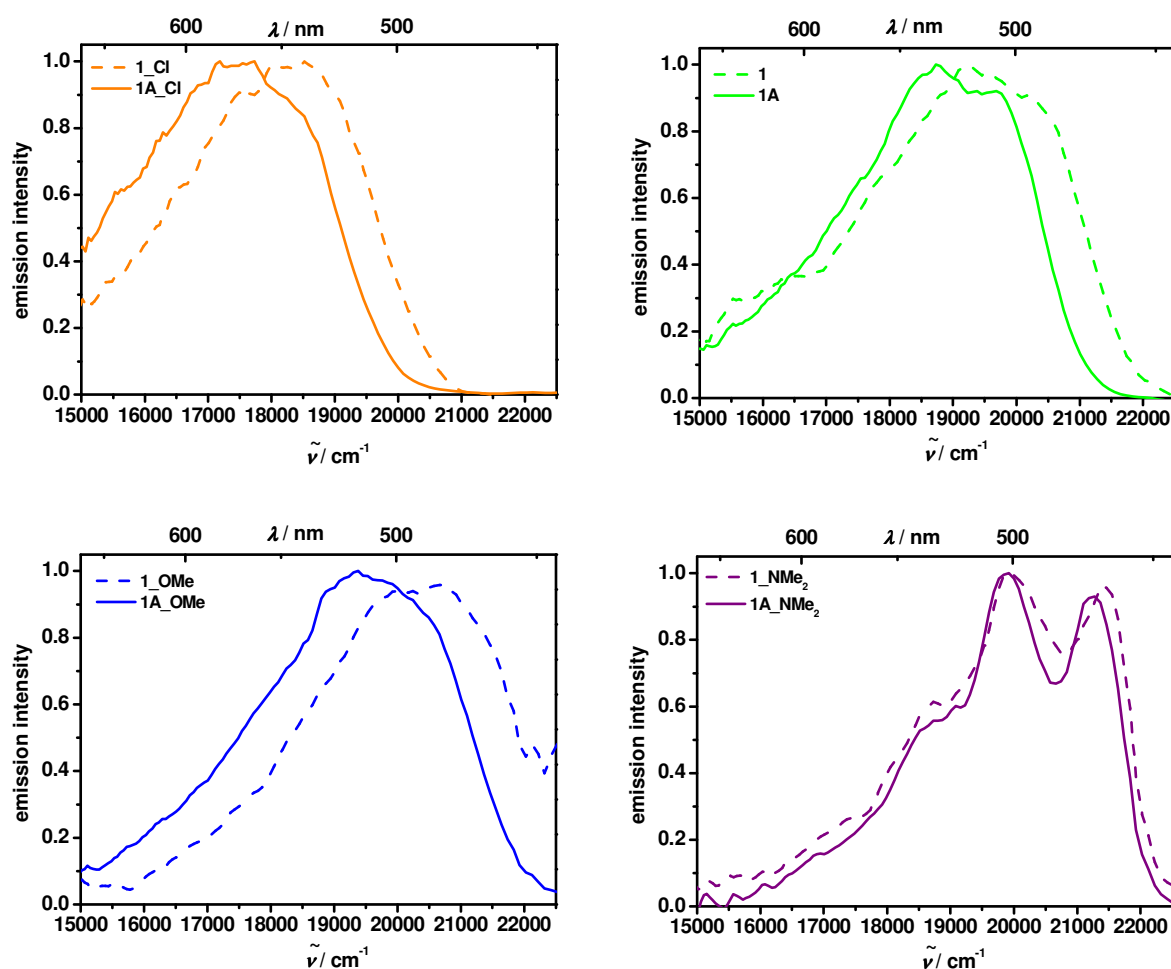 600 λ / nm 500
1_Cl
1A_Cl
emission intensity
1.0
0.8
0.6
0.4
0.2
0.0
15000 16000 17000 18000 19000 20000 21000 22000
ṽ / cm⁻¹
600 λ / nm 500
1
1A
emission intensity
1.0
0.8
0.6
0.4
0.2
0.0
15000 16000 17000 18000 19000 20000 21000 22000
ṽ / cm⁻¹
600 λ / nm 500
1_OMe
1A_OMe
emission intensity
1.0
0.8
0.6
0.4
0.2
0.0
15000 16000 17000 18000 19000 20000 21000 22000
ṽ / cm⁻¹
600 λ / nm 500
1_NMe₂
1A_NMe₂
emission intensity
1.0
0.8
0.6
0.4
0.2
0.0
15000 16000 17000 18000 19000 20000 21000 22000
ṽ / cm⁻¹